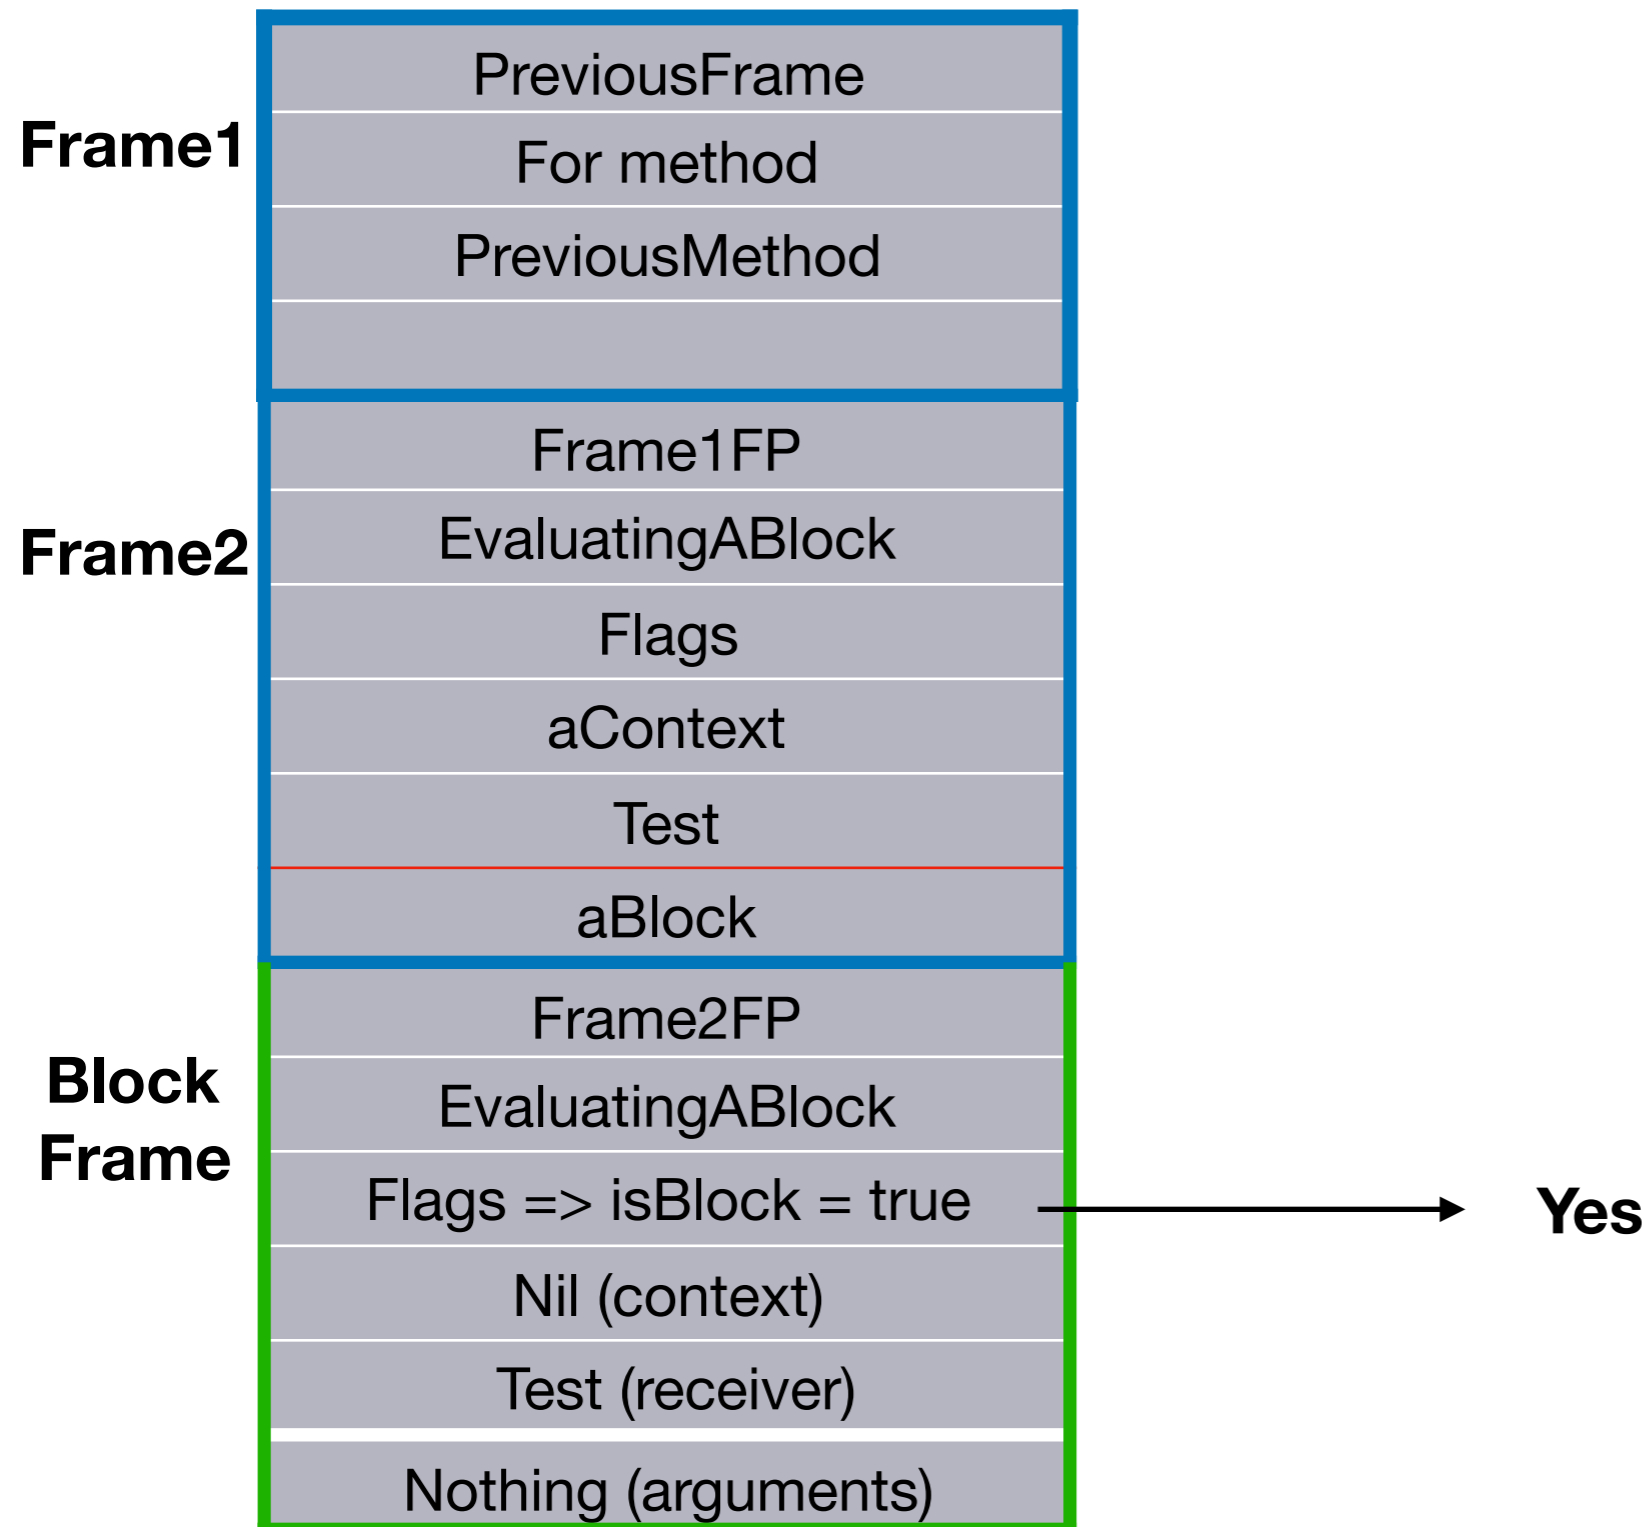 PreviousFrame
Frame1
For method
PreviousMethod
Frame1FP
EvaluatingABlock
Frame2
Flags
aContext
Test
aBlock
Frame2FP
Block
Frame
EvaluatingABlock
Flags => isBlock = true
Yes
Nil (context)
Test (receiver)
Nothing (arguments)